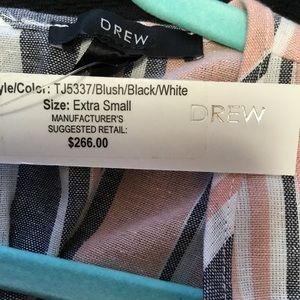 DREW
yle/Color: TJ5337/Blush/Black/White
Size: Extra Small
MANUFACTURER'S
SUGGESTED RETAIL:
$266.00
DREW